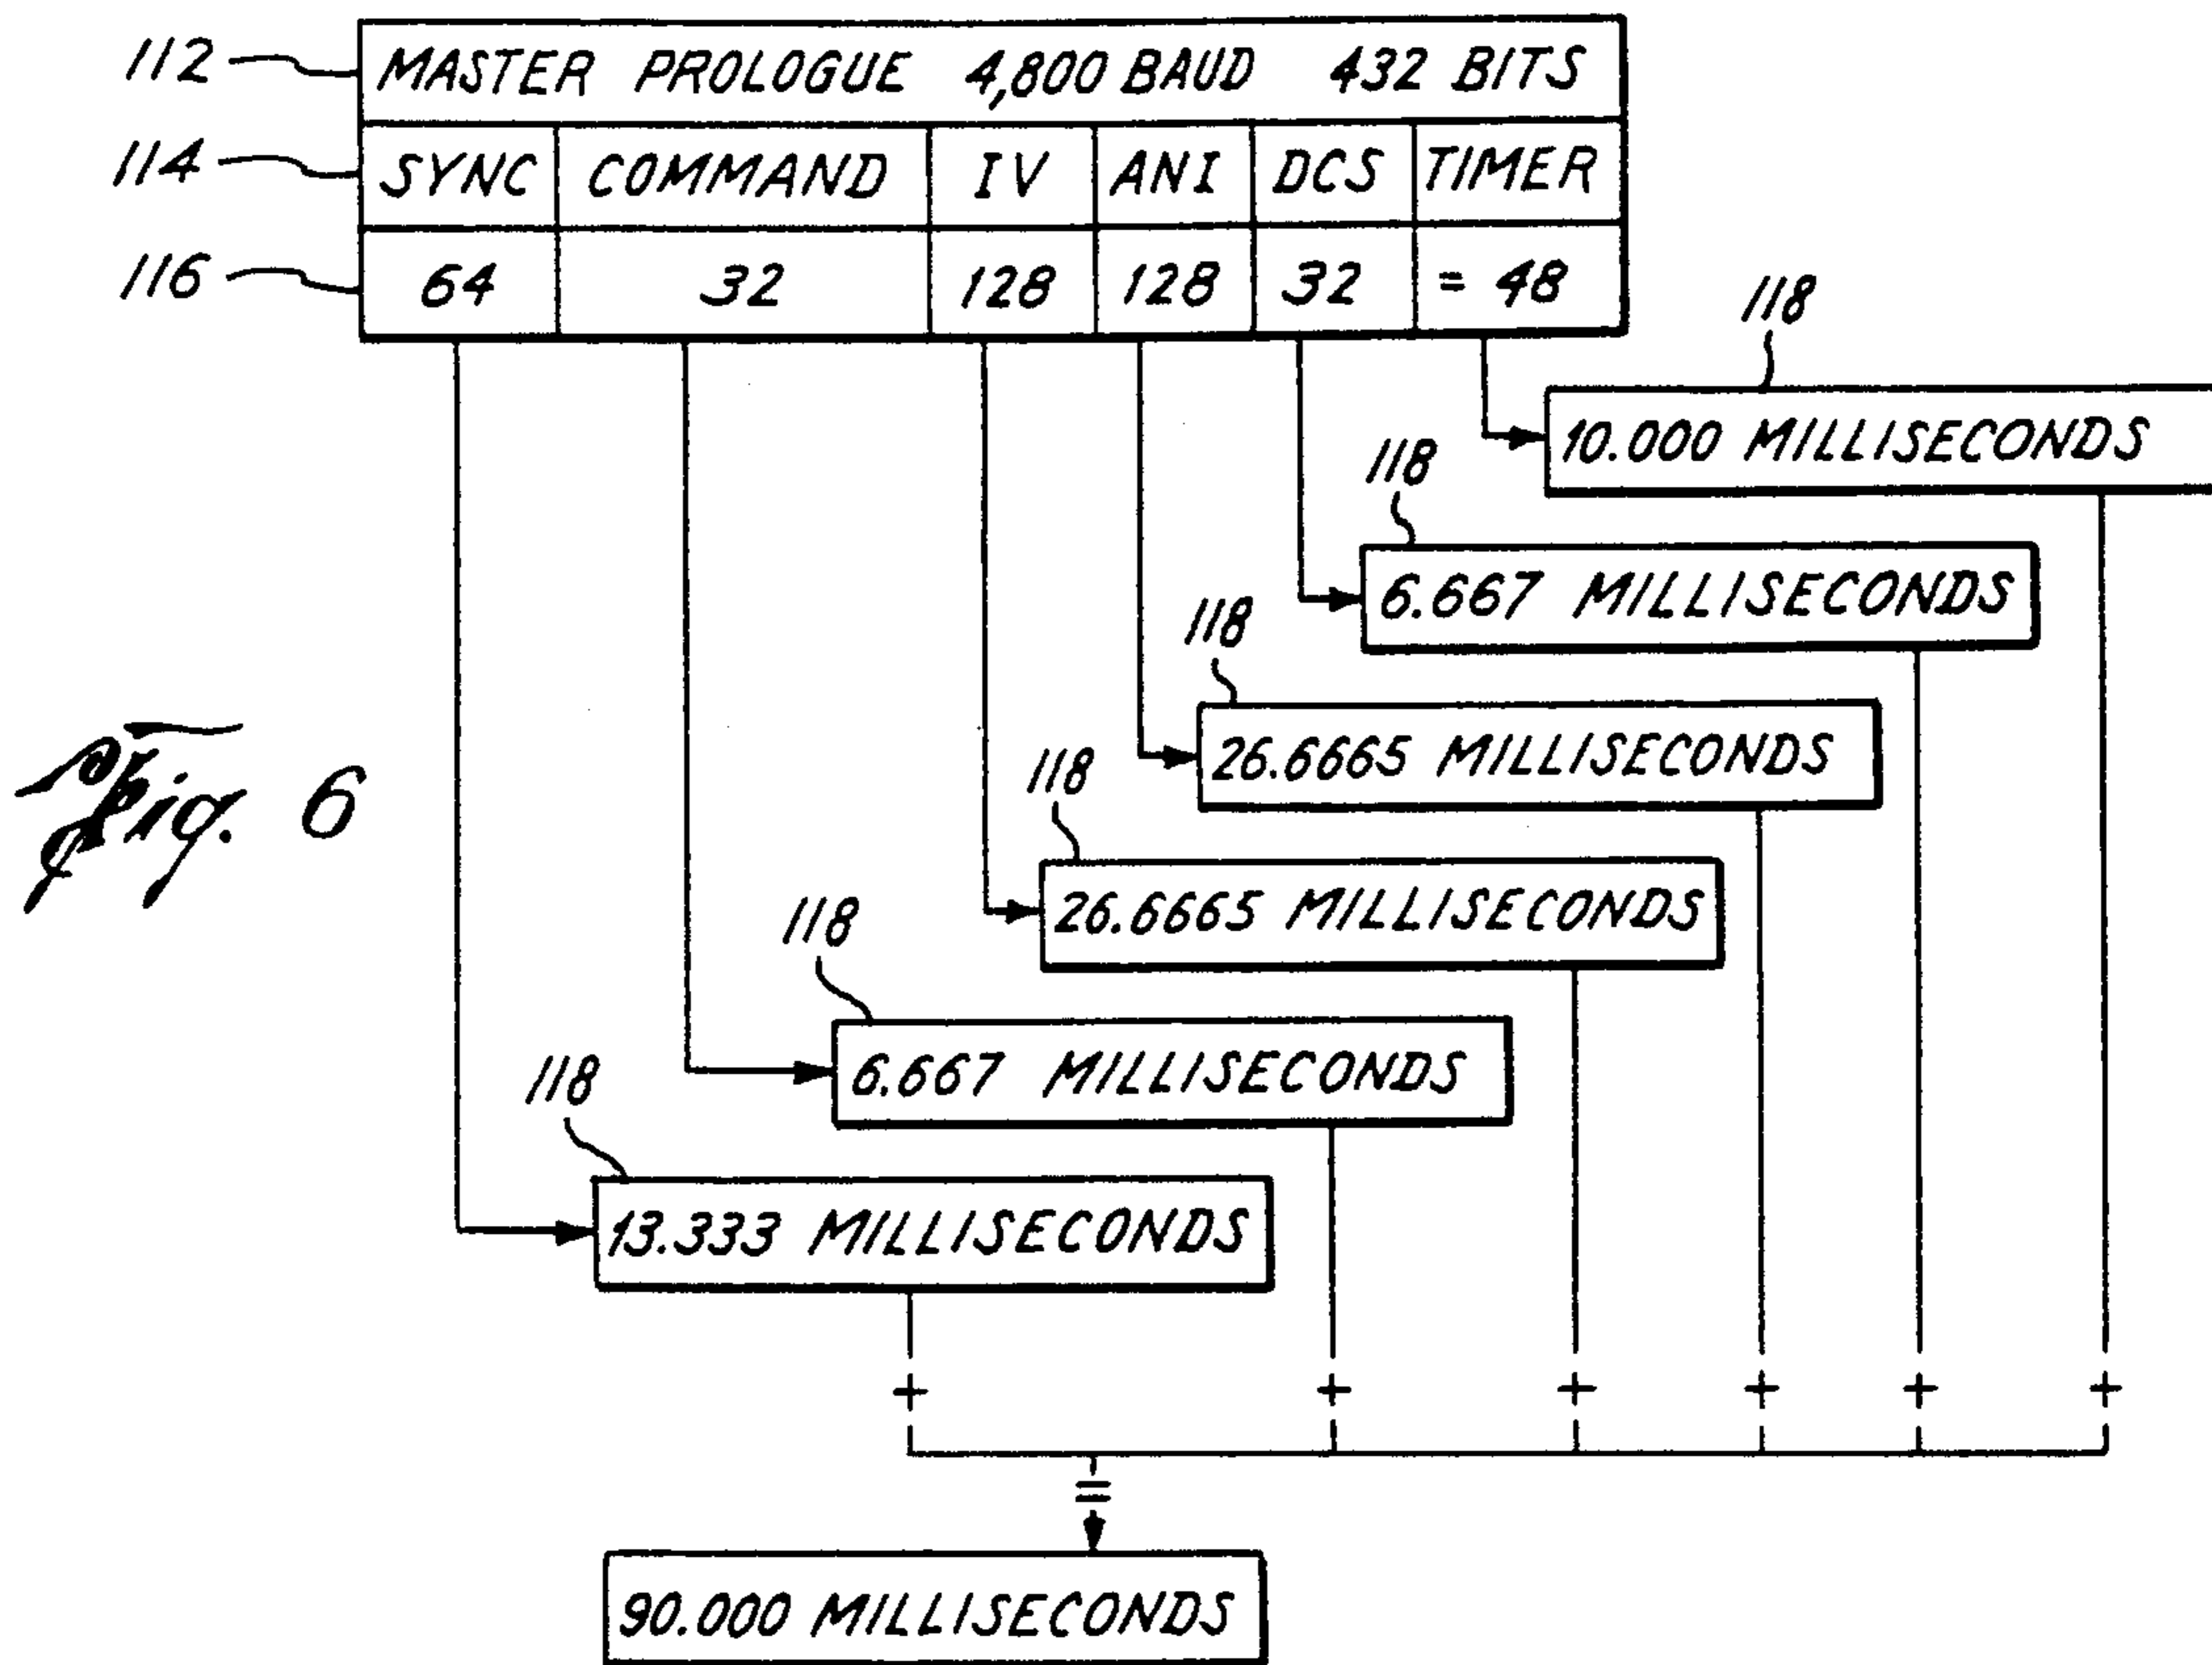 112 MASTER PROLOGUE 4,800 BAUD 432 BITS
114 SYNC COMMAND IV ANI DCS TIMER
116 64 32 128 128 32 = 48
118
10.000 MILLISECONDS
118
6.667 MILLISECONDS
118
26.6665 MILLISECONDS
118
26.6665 MILLISECONDS
118
6.667 MILLISECONDS
118
13.333 MILLISECONDS
+ + + + + +
=
90.000 MILLISECONDS
Fig. 6